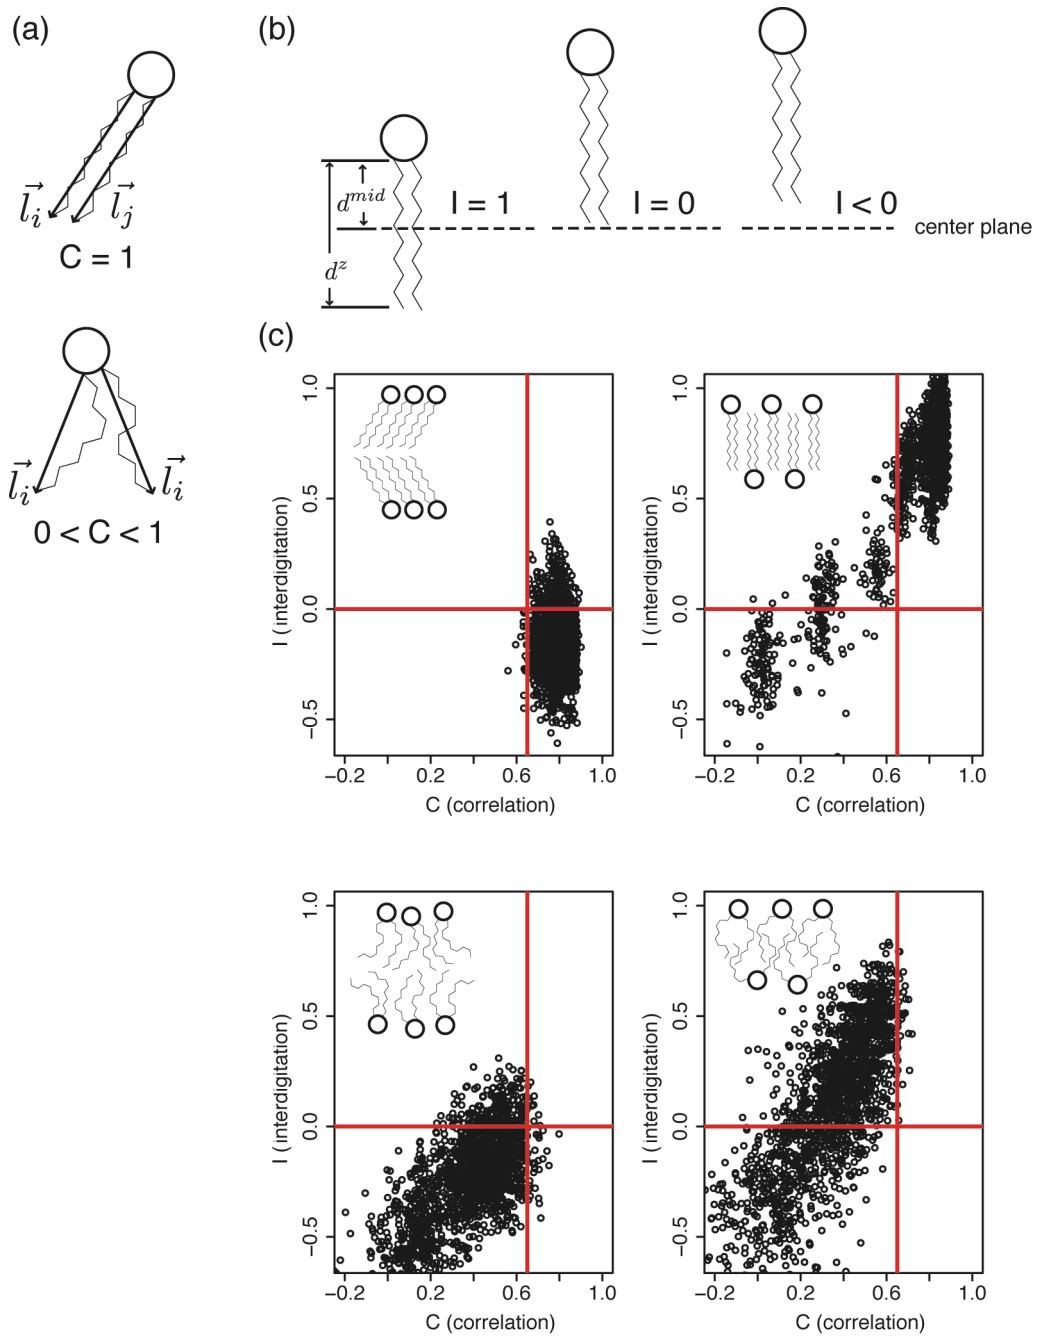 (a)
l⃗ᵢ l⃗ⱼ
C = 1
l⃗ᵢ l⃗ᵢ
0 < C < 1
(b)
d^{mid}
d^z
I = 1 I = 0 I < 0
center plane
(c)
I (interdigitation)
1.0
0.5
0.0
−0.5
−0.2 0.2 0.6 1.0
C (correlation)
I (interdigitation)
1.0
0.5
0.0
−0.5
−0.2 0.2 0.6 1.0
C (correlation)
I (interdigitation)
1.0
0.5
0.0
−0.5
−0.2 0.2 0.6 1.0
C (correlation)
I (interdigitation)
1.0
0.5
0.0
−0.5
−0.2 0.2 0.6 1.0
C (correlation)